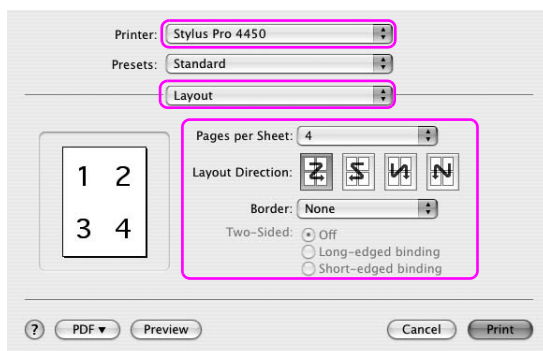 Printer: Stylus Pro 4450
Presets: Standard
Layout
Pages per Sheet: 4
Layout Direction:
Border: None
Two-Sided: Off
Long-edged binding
Short-edged binding
1 2
3 4
? PDF▼ Preview Cancel Print